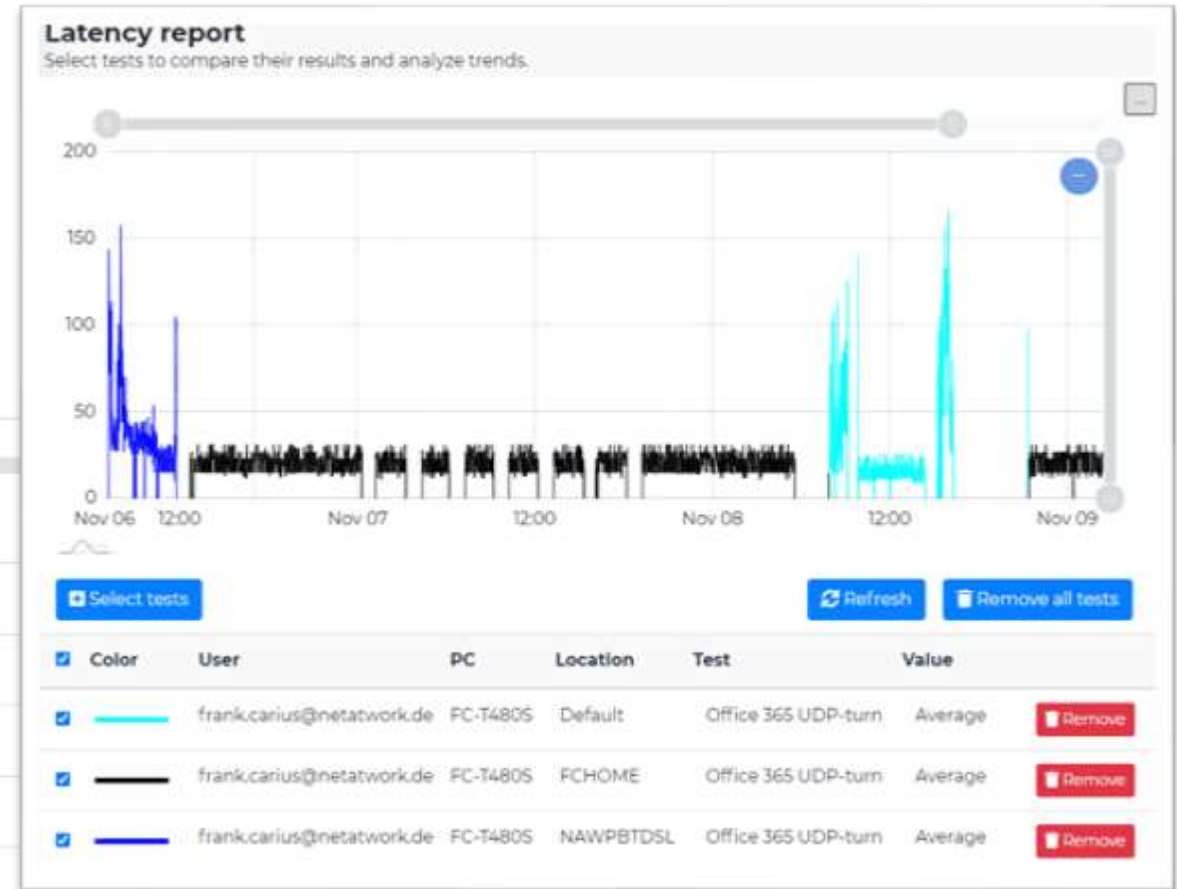 Latency report
Select tests to compare their results and analyze trends.
200
150
100
50
0
Nov 06 12:00 Nov 07 12:00 Nov 08 12:00 Nov 09
Select tests Refresh Remove all tests
Color User PC Location Test Value
frank.carius@netatwork.de FC-T480S Default Office 365 UDP-turn Average Remove
frank.carius@netatwork.de FC-T480S FCHOME Office 365 UDP-turn Average Remove
frank.carius@netatwork.de FC-T480S NAWPBTDSL Office 365 UDP-turn Average Remove